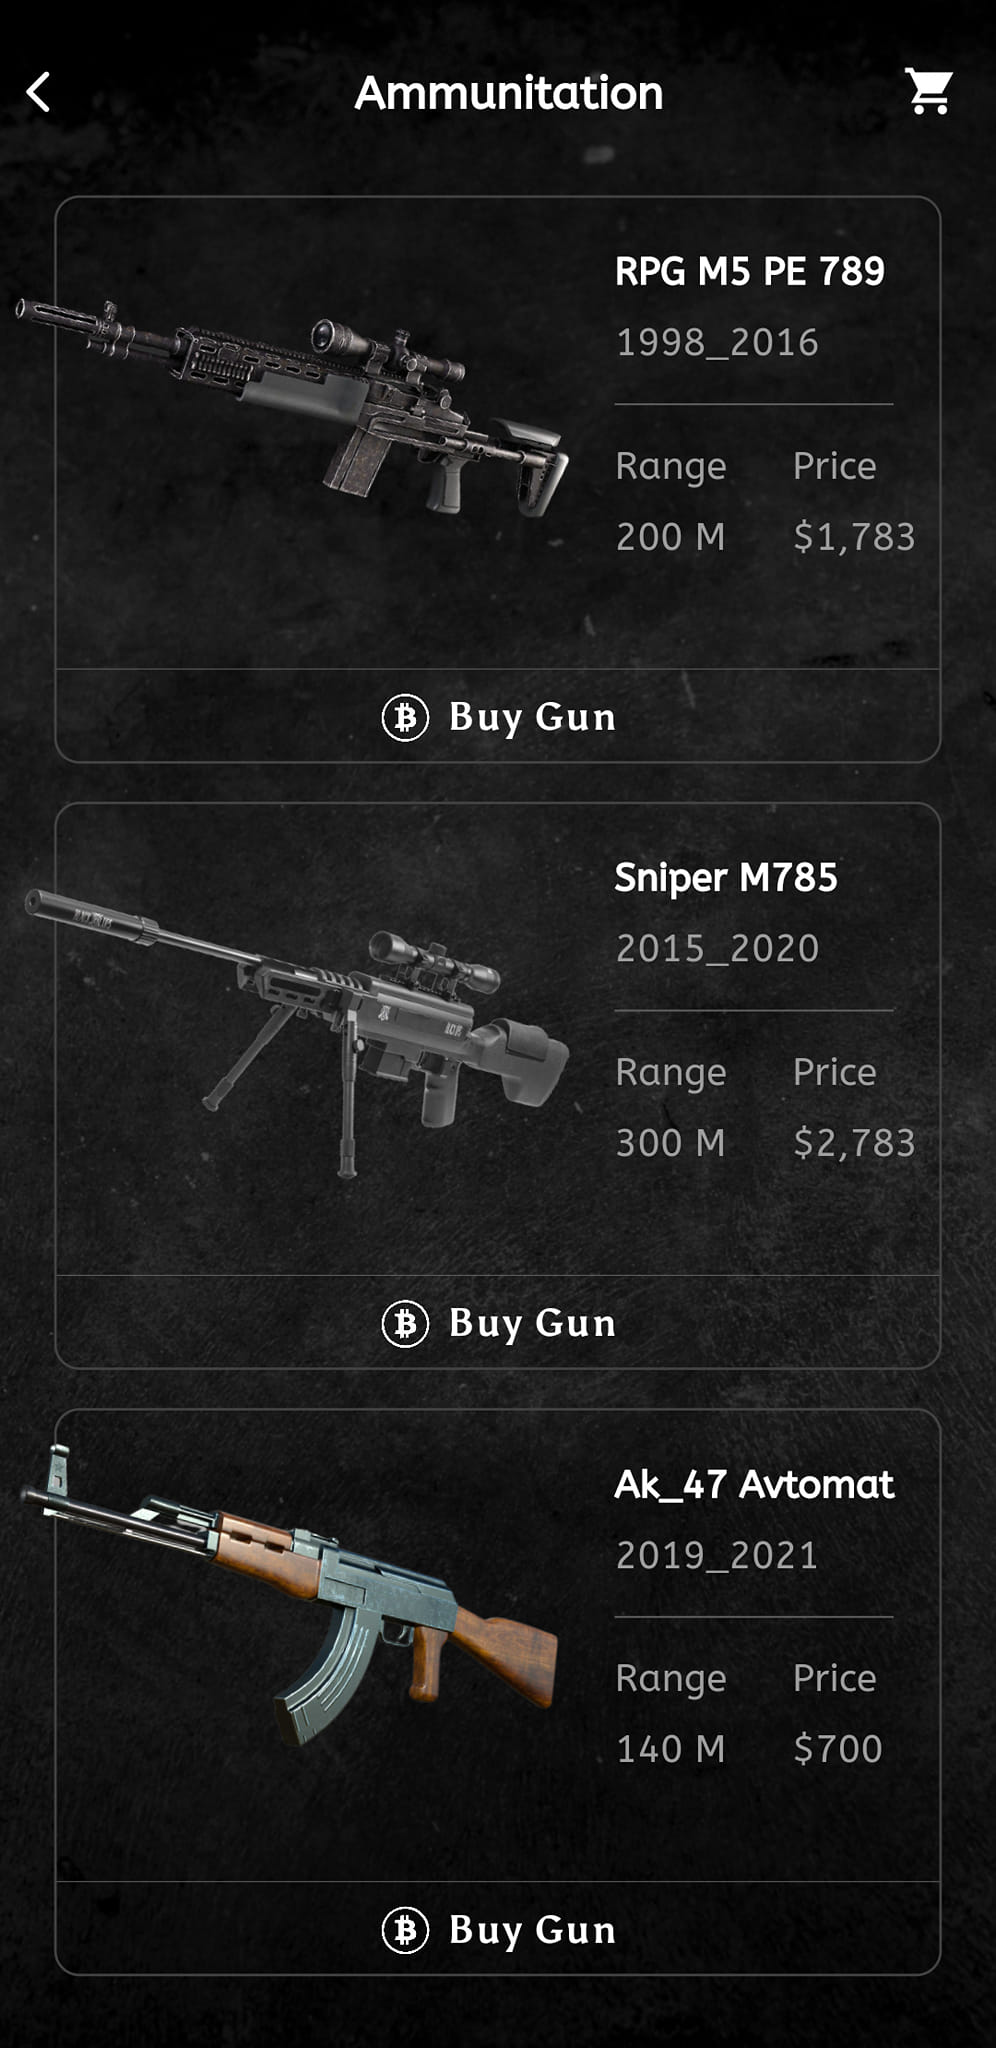 Ammunitation
RPG M5 PE 789
1998_2016
Range Price
200 M $1,783
Buy Gun
Sniper M785
2015_2020
Range Price
300 M $2,783
Buy Gun
Ak_47 Avtomat
2019_2021
Range Price
140 M $700
Buy Gun